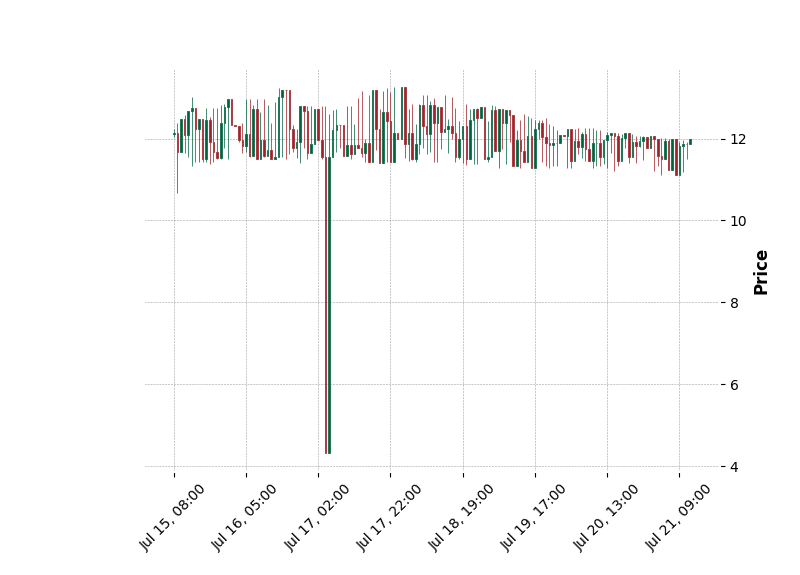 12
10
8
6
4
Price
Jul 15, 08:00
Jul 16, 05:00
Jul 17, 02:00
Jul 17, 22:00
Jul 18, 19:00
Jul 19, 17:00
Jul 20, 13:00
Jul 21, 09:00